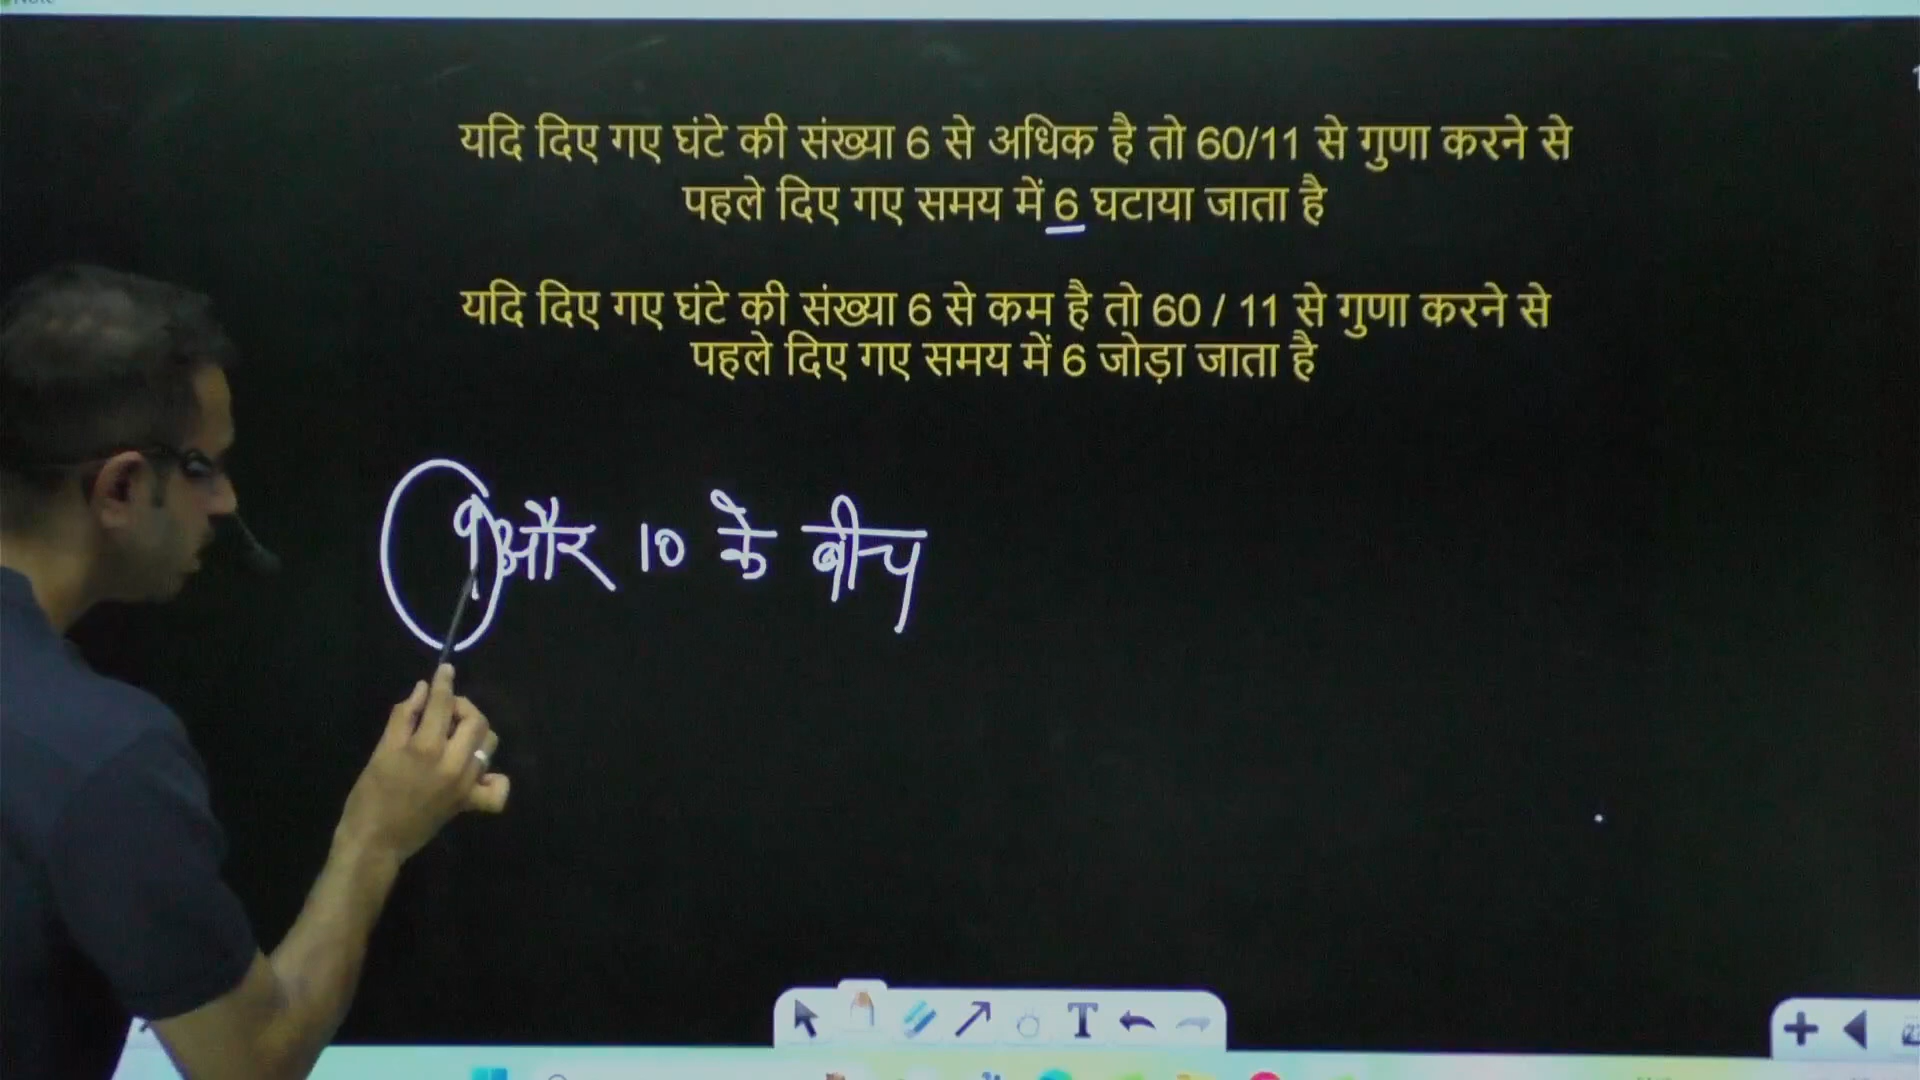 यदि दिए गए घंटे की संख्या 6 से अधिक है तो 60/11 से गुणा करने से
पहले दिए गए समय में 6 घटाया जाता है
यदि दिए गए घंटे की संख्या 6 से कम है तो 60 / 11 से गुणा करने से
पहले दिए गए समय में 6 जोड़ा जाता है
9 और 10 के बीच
T